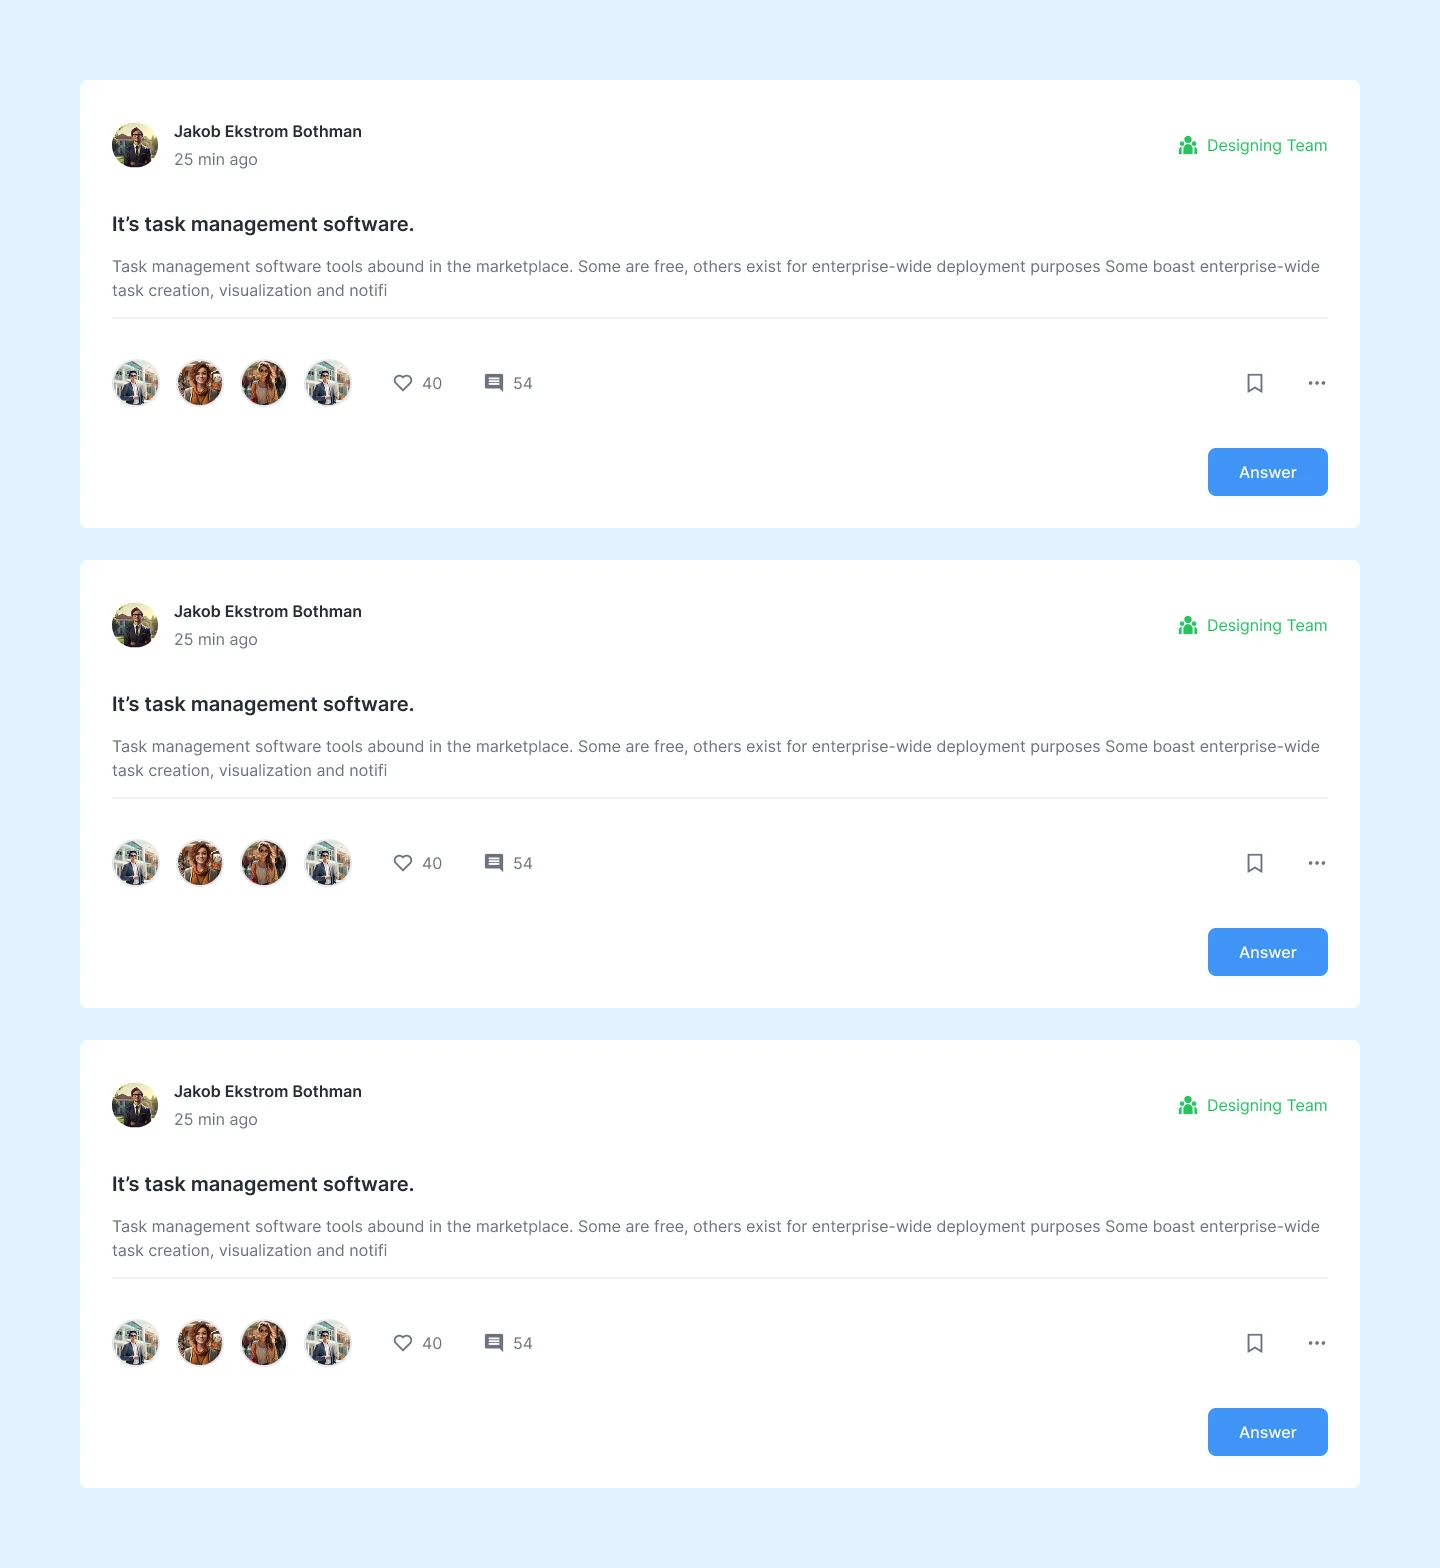 Jakob Ekstrom Bothman
25 min ago
Designing Team
It’s task management software.
Task management software tools abound in the marketplace. Some are free, others exist for enterprise-wide deployment purposes Some boast enterprise-wide
task creation, visualization and notifi
40
54
Answer
Jakob Ekstrom Bothman
25 min ago
Designing Team
It’s task management software.
Task management software tools abound in the marketplace. Some are free, others exist for enterprise-wide deployment purposes Some boast enterprise-wide
task creation, visualization and notifi
40
54
Answer
Jakob Ekstrom Bothman
25 min ago
Designing Team
It’s task management software.
Task management software tools abound in the marketplace. Some are free, others exist for enterprise-wide deployment purposes Some boast enterprise-wide
task creation, visualization and notifi
40
54
Answer